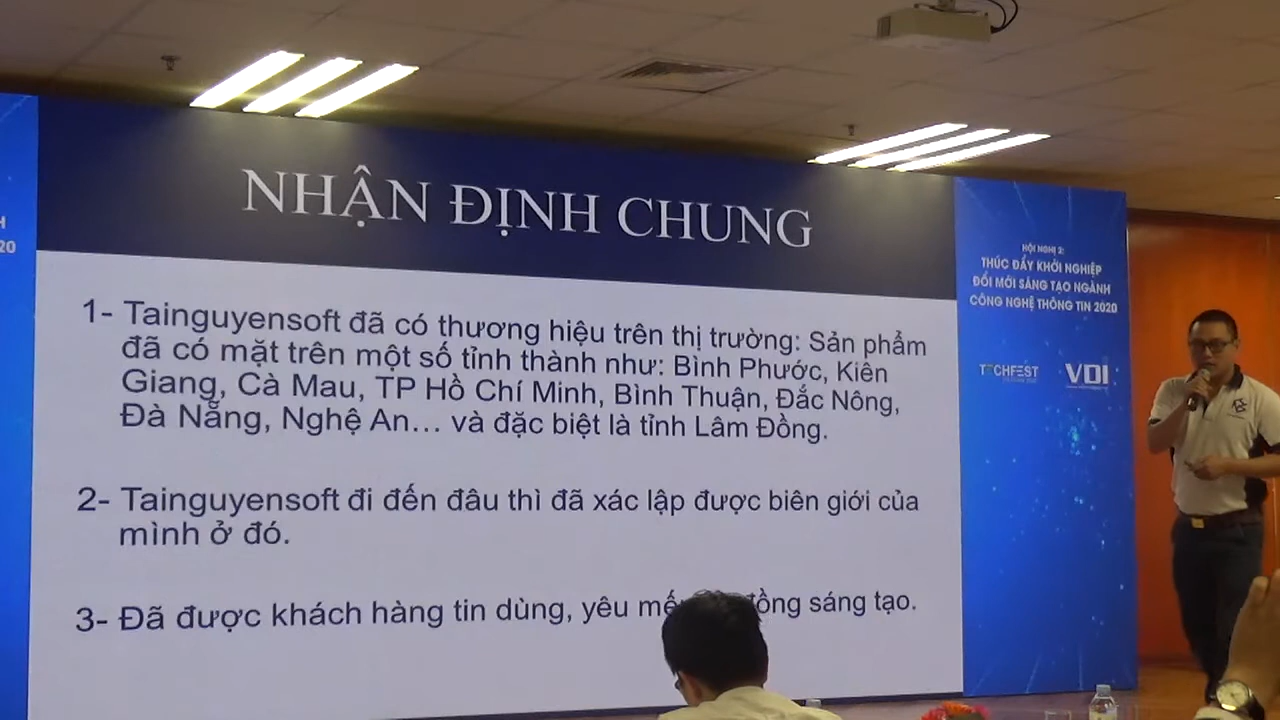 NHẬN ĐỊNH CHUNG
1- Tainguyensoft đã có thương hiệu trên thị trường: Sản phẩm
đã có mặt trên một số tỉnh thành như: Bình Phước, Kiên
Giang, Cà Mau, TP Hồ Chí Minh, Bình Thuận, Đắc Nông,
Đà Nẵng, Nghệ An... và đặc biệt là tỉnh Lâm Đồng.
2- Tainguyensoft đi đến đâu thì đã xác lập được biên giới của
mình ở đó.
3- Đã được khách hàng tin dùng, yêu sáng tạo.
HỘI NGHỊ 2:
THÚC ĐẨY KHỞI NGHIỆP
ĐỔI MỚI SÁNG TẠO NGÀNH
CÔNG NGHỆ THÔNG TIN 2020
TECHFEST
VDI
H
20